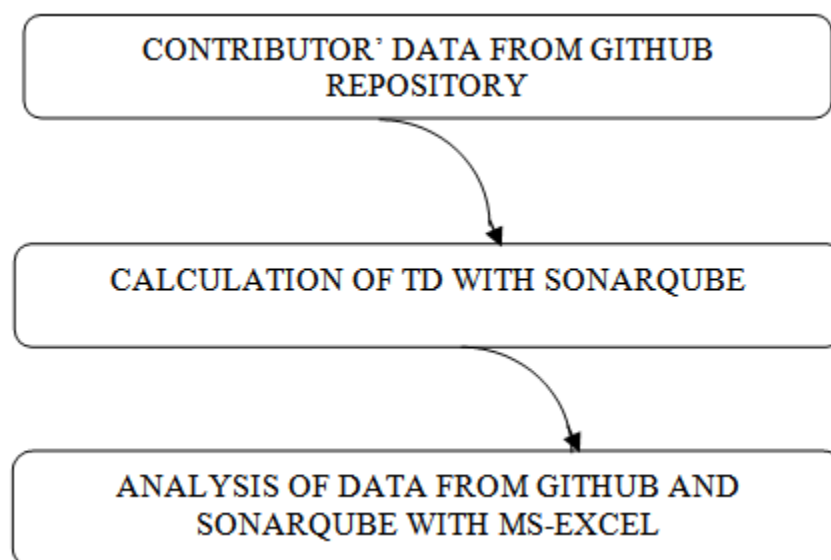 CONTRIBUTOR’ DATA FROM GITHUB
REPOSITORY
CALCULATION OF TD WITH SONARQUBE
ANALYSIS OF DATA FROM GITHUB AND
SONARQUBE WITH MS-EXCEL